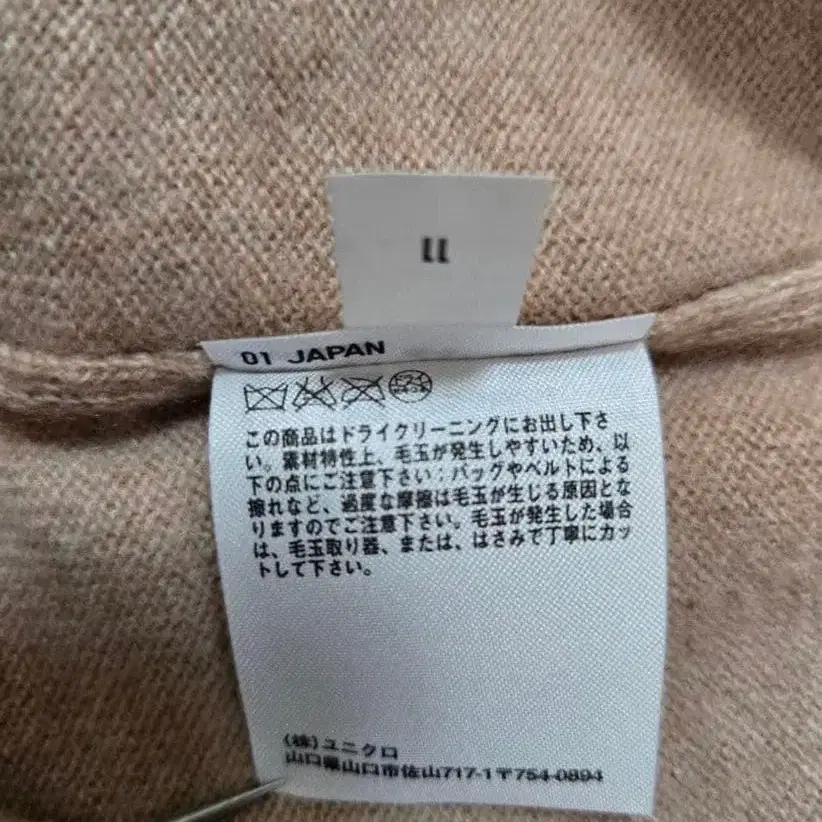 11
01 JAPAN
この商品はドライクリーニングにお出し下さ
い。素材特性上、毛玉が発生しやすいため、以
下の点にご注意下さい：バッグやベルトによる
擦れなど、過度な摩擦は毛玉が生じる原因とな
りますのでご注意下さい。毛玉が発生した場合
は、毛玉取り器、または、はさみで丁寧にカッ
トして下さい。
(株)ユニクロ
山口県山口市佐山717-1〒754-0894